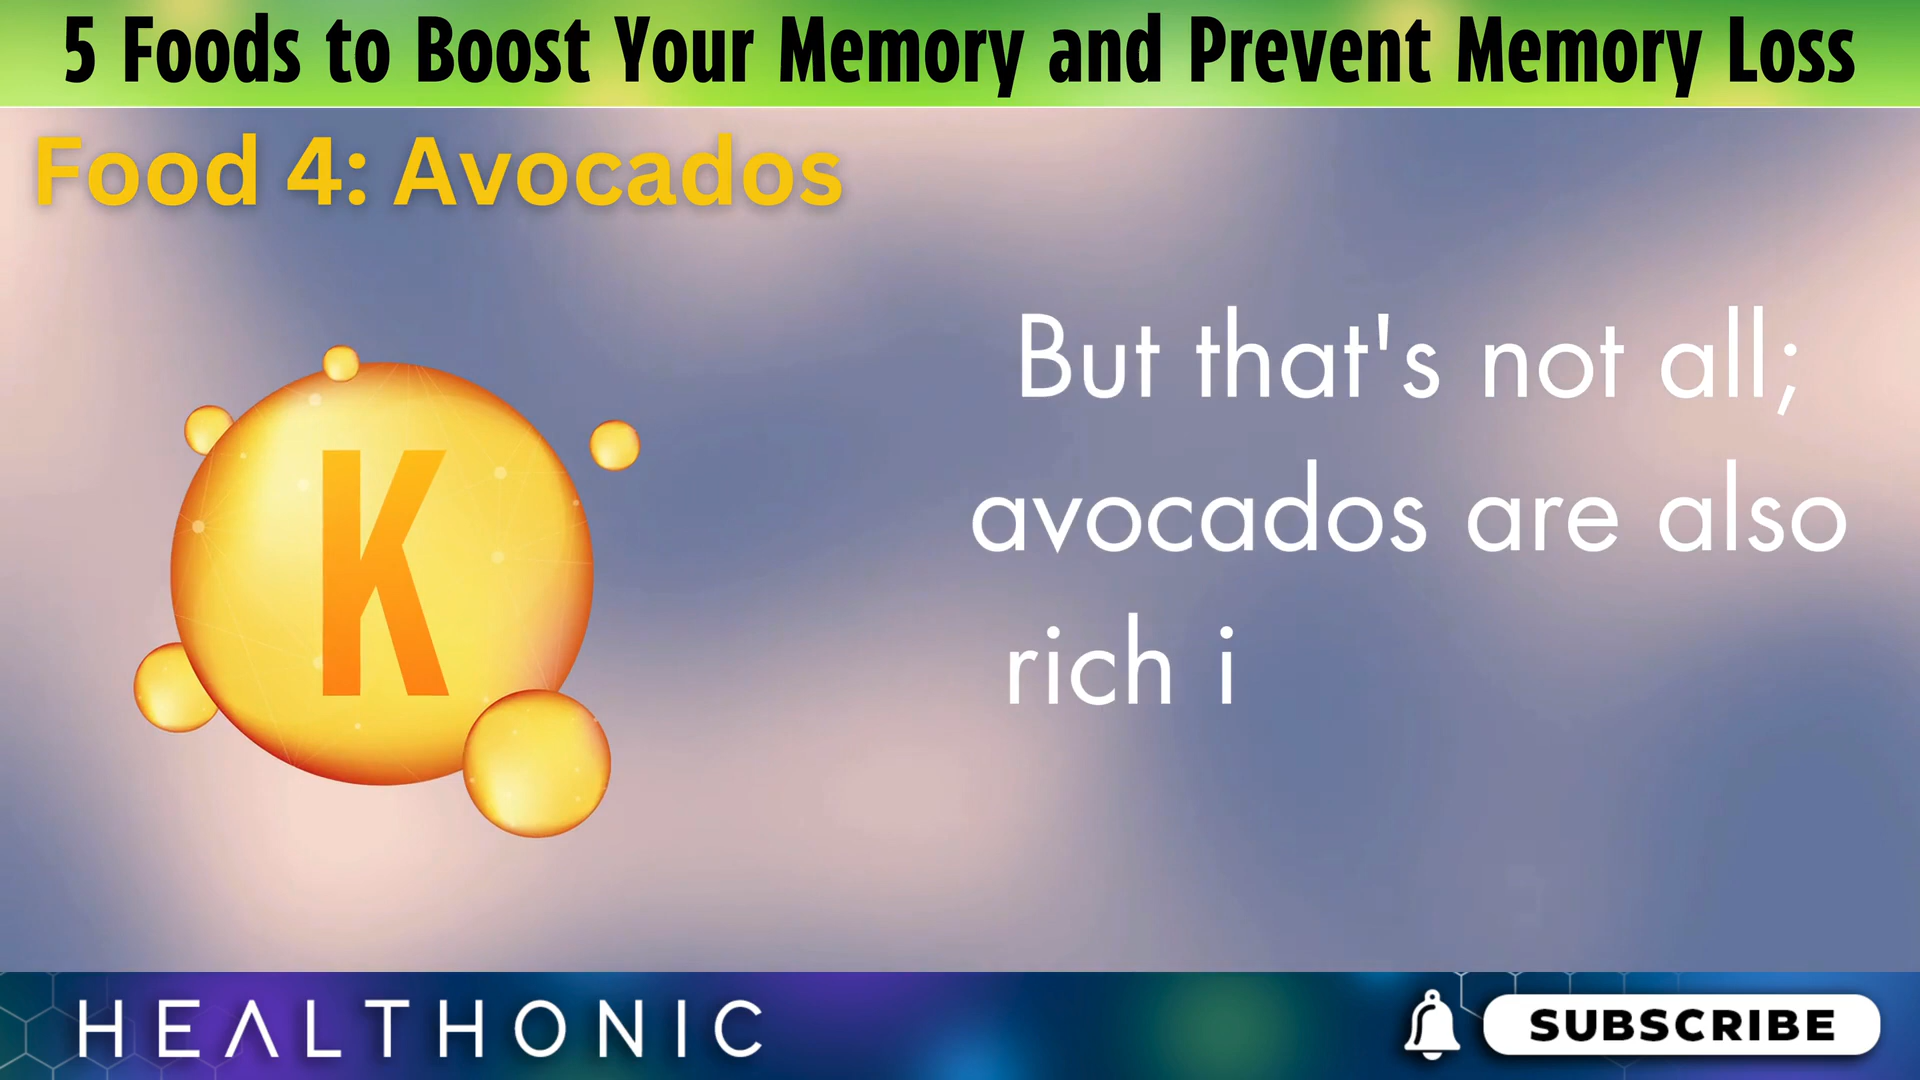 5 Foods to Boost Your Memory and Prevent Memory Loss
Food 4: Avocados
K
But that's not all;
avocados are also
rich i
HEALTHONIC
SUBSCRIBE